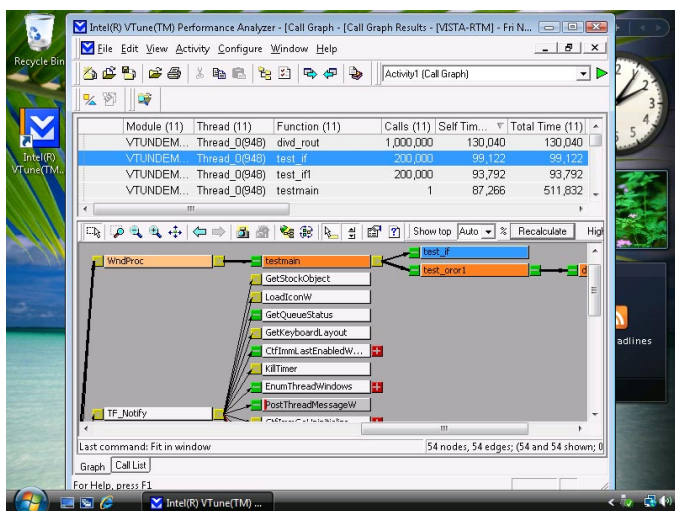 Recycle Bin
Intel(R)
VTune(TM)...
Intel(R) VTune(TM) Performance Analyzer - [Call Graph - [Call Graph Results - [VISTA-RTM] - Fri N...
File Edit View Activity Configure Window Help
Activity1 (Call Graph)
Module (11) Thread (11) Function (11) Calls (11) Self Tim... Total Time (11)
VTUNDEM... Thread_0(948) divd_rout 1,000,000 130,040 130,040
VTUNDEM... Thread_0(948) test_if 200,000 99,122 99,122
VTUNDEM... Thread_0(948) test_if1 200,000 93,792 93,792
VTUNDEM... Thread_0(948) testmain 1 87,266 511,832
Show top Auto % Recalculate High
test_if
WndProc testmain test_oror1 d
GetStockObject
LoadIconW
GetQueueStatus
GetKeyboardLayout
CtfImmLastEnabledW...
KillTimer
EnumThreadWindows
PostThreadMessageW
TF_Notify
Last command: Fit in window 54 nodes, 54 edges; (54 and 54 shown; 0
Graph Call List
For Help, press F1
Intel(R) VTune(TM) ...
2
3
4
5
adlines